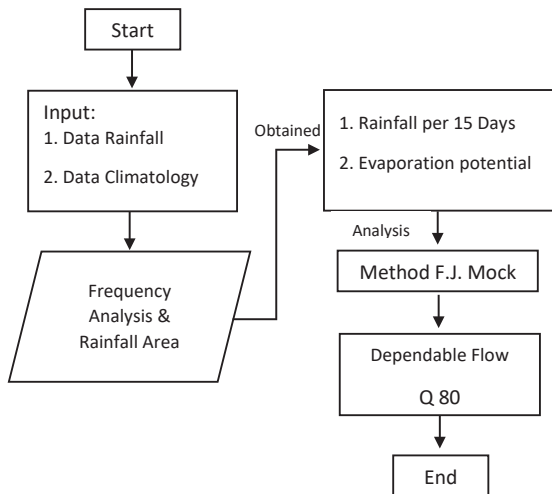 Start
Input:
1. Data Rainfall
2. Data Climatology
Frequency
Analysis &
Rainfall Area
Obtained
1. Rainfall per 15 Days
2. Evaporation potential
Analysis
Method F.J. Mock
Dependable Flow
Q 80
End